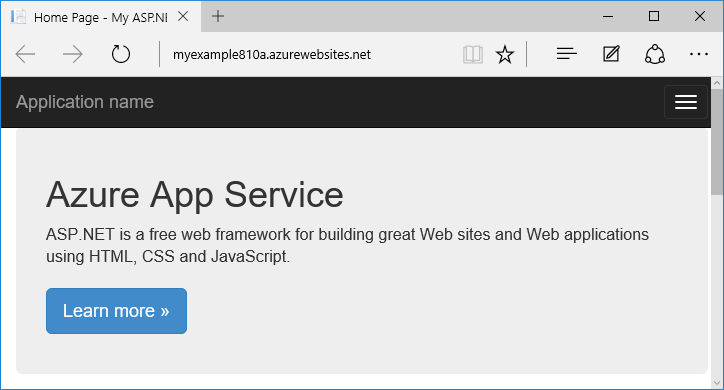 Home Page - My ASP.NE
myexample810a.azurewebsites.net
Application name
Azure App Service
ASP.NET is a free web framework for building great Web sites and Web applications
using HTML, CSS and JavaScript.
Learn more »